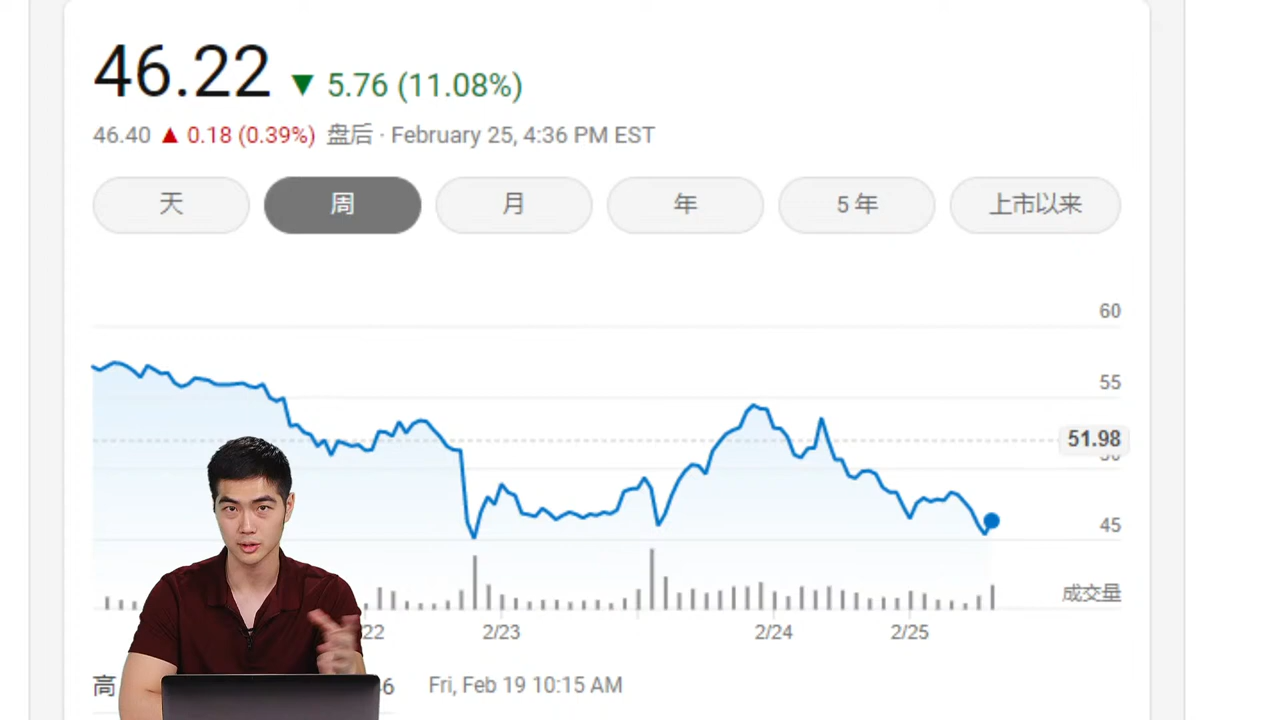 46.22 ▼ 5.76 (11.08%)
46.40 ▲ 0.18 (0.39%) 盘后 · February 25, 4:36 PM EST
天 周 月 年 5 年 上市以来
60
55
51.98
45
成交量
22 2/23 2/24 2/25
高 6 Fri, Feb 19 10:15 AM